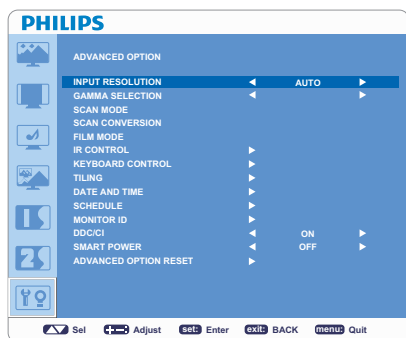 PHILIPS
ADVANCED OPTION
INPUT RESOLUTION AUTO
GAMMA SELECTION
SCAN MODE
SCAN CONVERSION
FILM MODE
IR CONTROL
KEYBOARD CONTROL
TILING
DATE AND TIME
SCHEDULE
MONITOR ID
DDC/CI ON
SMART POWER OFF
ADVANCED OPTION RESET
Sel Adjust set: Enter exit: BACK menu: Quit